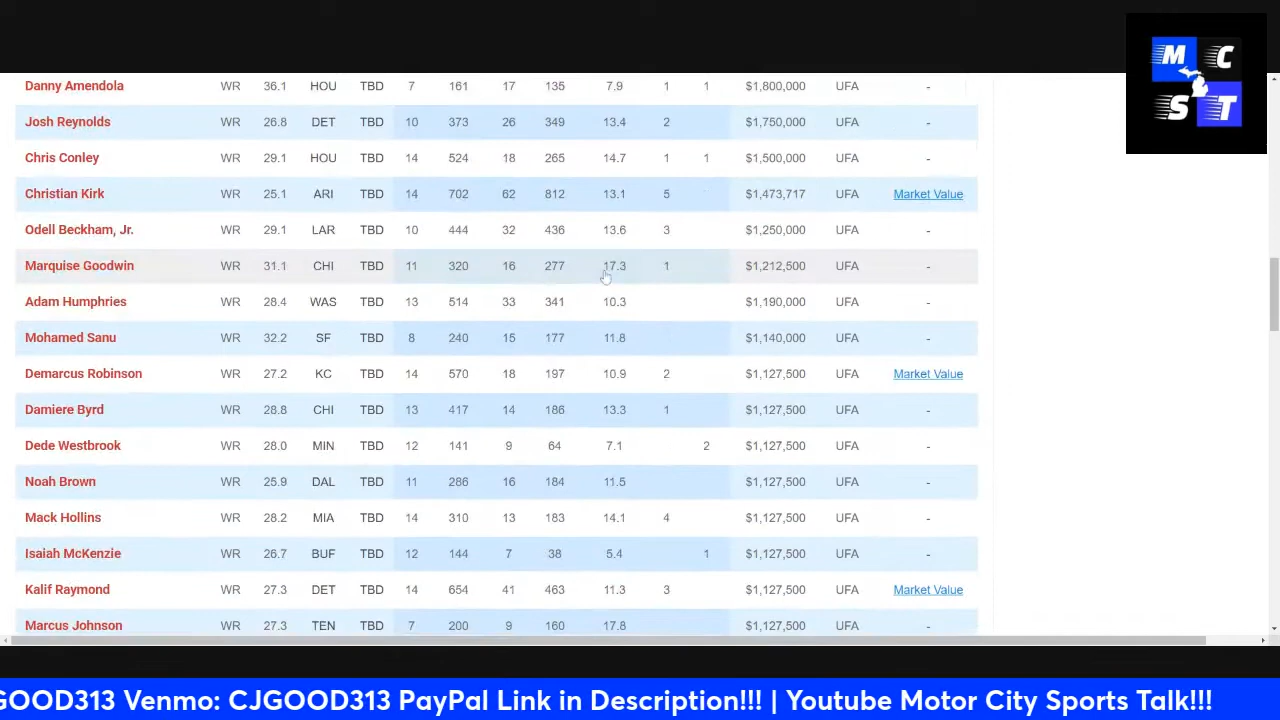 M C
S T
Danny Amendola WR 36.1 HOU TBD 7 161 17 135 7.9 1 1 $1,800,000 UFA -
Josh Reynolds WR 26.8 DET TBD 10 373 26 349 13.4 2 $1,750,000 UFA -
Chris Conley WR 29.1 HOU TBD 14 524 18 265 14.7 1 1 $1,500,000 UFA -
Christian Kirk WR 25.1 ARI TBD 14 702 62 812 13.1 5 $1,473,717 UFA Market Value
Odell Beckham, Jr. WR 29.1 LAR TBD 10 444 32 436 13.6 3 $1,250,000 UFA -
Marquise Goodwin WR 31.1 CHI TBD 11 320 16 277 17.3 1 $1,212,500 UFA -
Adam Humphries WR 28.4 WAS TBD 13 514 33 341 10.3 $1,190,000 UFA -
Mohamed Sanu WR 32.2 SF TBD 8 240 15 177 11.8 $1,140,000 UFA -
Demarcus Robinson WR 27.2 KC TBD 14 570 18 197 10.9 2 $1,127,500 UFA Market Value
Damiere Byrd WR 28.8 CHI TBD 13 417 14 186 13.3 1 $1,127,500 UFA -
Dede Westbrook WR 28.0 MIN TBD 12 141 9 64 7.1 2 $1,127,500 UFA -
Noah Brown WR 25.9 DAL TBD 11 286 16 184 11.5 $1,127,500 UFA -
Mack Hollins WR 28.2 MIA TBD 14 310 13 183 14.1 4 $1,127,500 UFA -
Isaiah McKenzie WR 26.7 BUF TBD 12 144 7 38 5.4 1 $1,127,500 UFA -
Kalif Raymond WR 27.3 DET TBD 14 654 41 463 11.3 3 $1,127,500 UFA Market Value
Marcus Johnson WR 27.3 TEN TBD 7 200 9 160 17.8 $1,127,500 UFA -
GOOD313 Venmo: CJGOOD313 PayPal Link in Description!!! | Youtube Motor City Sports Talk!!!